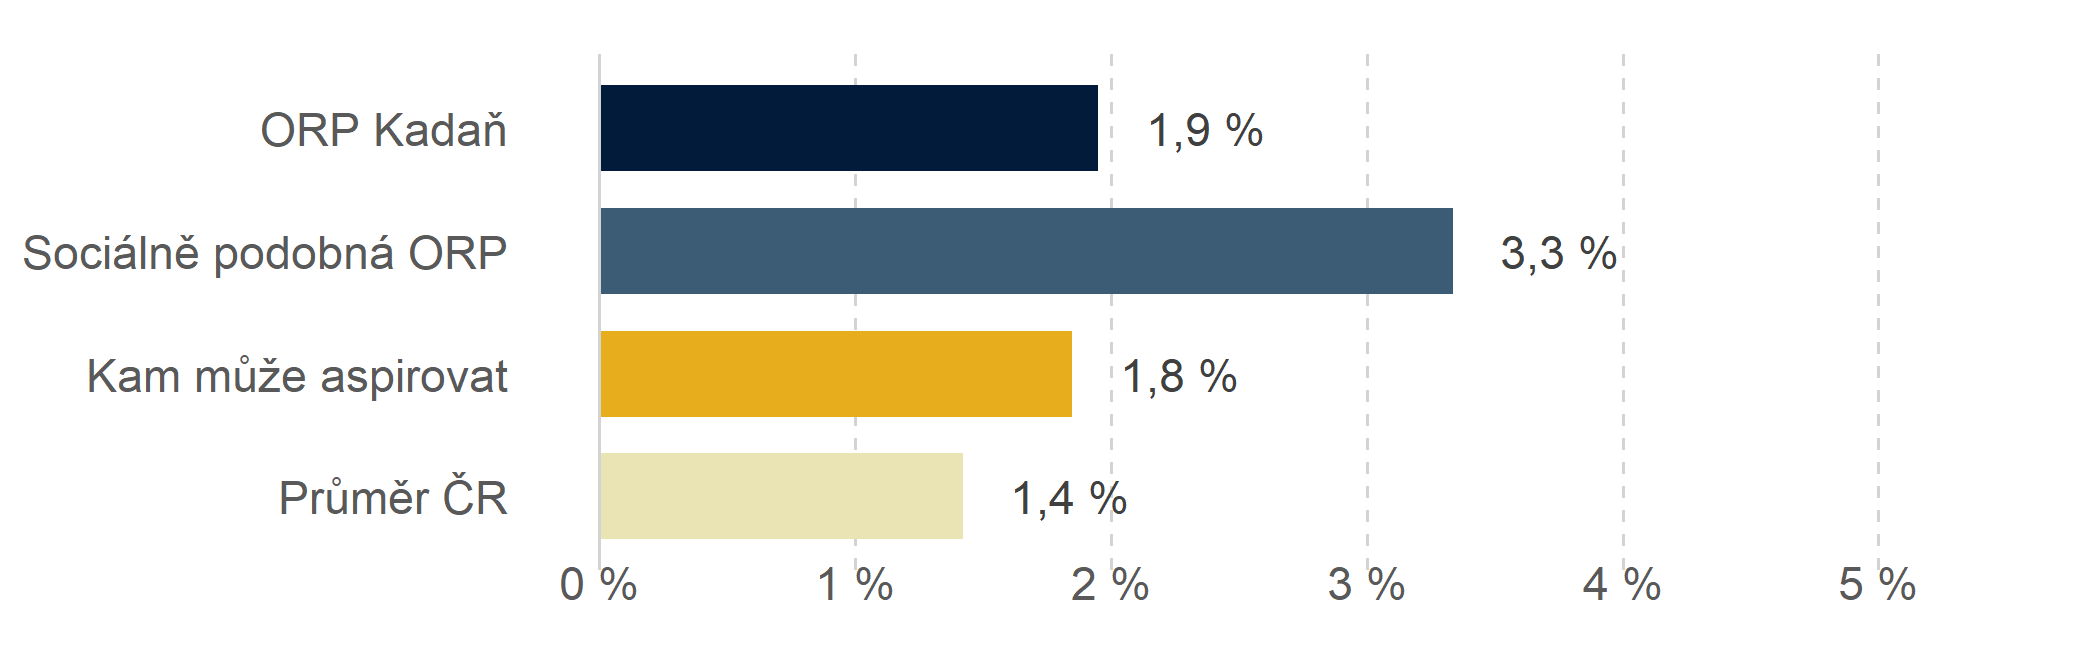 ORP Kadaň 1,9 %
Sociálně podobná ORP 3,3 %
Kam může aspirovat 1,8 %
Průměr ČR 1,4 %
0 % 1 % 2 % 3 % 4 % 5 %